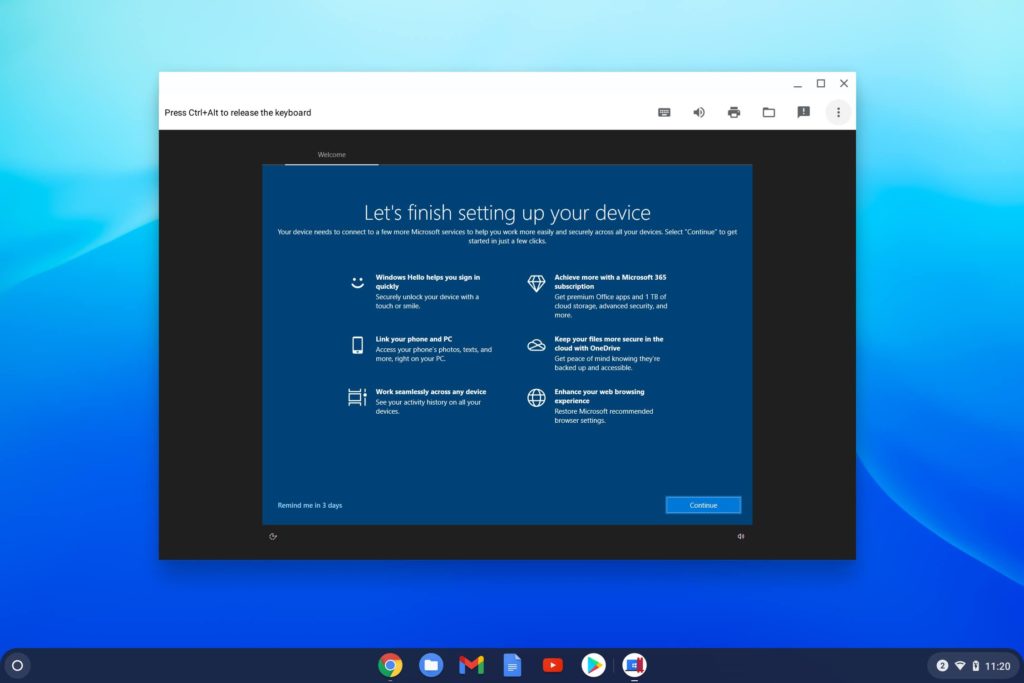 Press Ctrl+Alt to release the keyboard
Welcome
Let's finish setting up your device
Your device needs to connect to a few more Microsoft services to help you work more easily and securely across all your devices. Select "Continue" to get
started in just a few clicks.
Windows Hello helps you sign in
quickly
Securely unlock your device with a
touch or smile.
Achieve more with a Microsoft 365
subscription
Get premium Office apps and 1 TB of
cloud storage, advanced security, and
more.
Link your phone and PC
Access your phone's photos, texts, and
more, right on your PC.
Keep your files more secure in the
cloud with OneDrive
Get peace of mind knowing they're
backed up and accessible.
Work seamlessly across any device
See your activity history on all your
devices.
Enhance your web browsing
experience
Restore Microsoft recommended
browser settings.
Remind me in 3 days
Continue
2
11:20